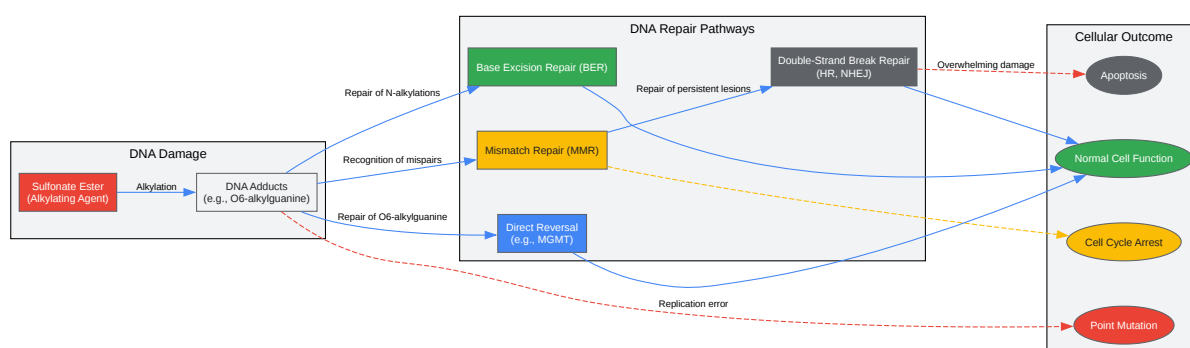 DNA Damage
Sulfonate Ester
(Alkylating Agent)
Alkylation
DNA Adducts
(e.g., O6-alkylguanine)
Repair of N-alkylations
Recognition of mispairs
Repair of O6-alkylguanine
DNA Repair Pathways
Base Excision Repair (BER)
Mismatch Repair (MMR)
Direct Reversal
(e.g., MGMT)
Repair of persistent lesions
Double-Strand Break Repair
(HR, NHEJ)
Replication error
Overwhelming damage
Cellular Outcome
Apoptosis
Normal Cell Function
Cell Cycle Arrest
Point Mutation